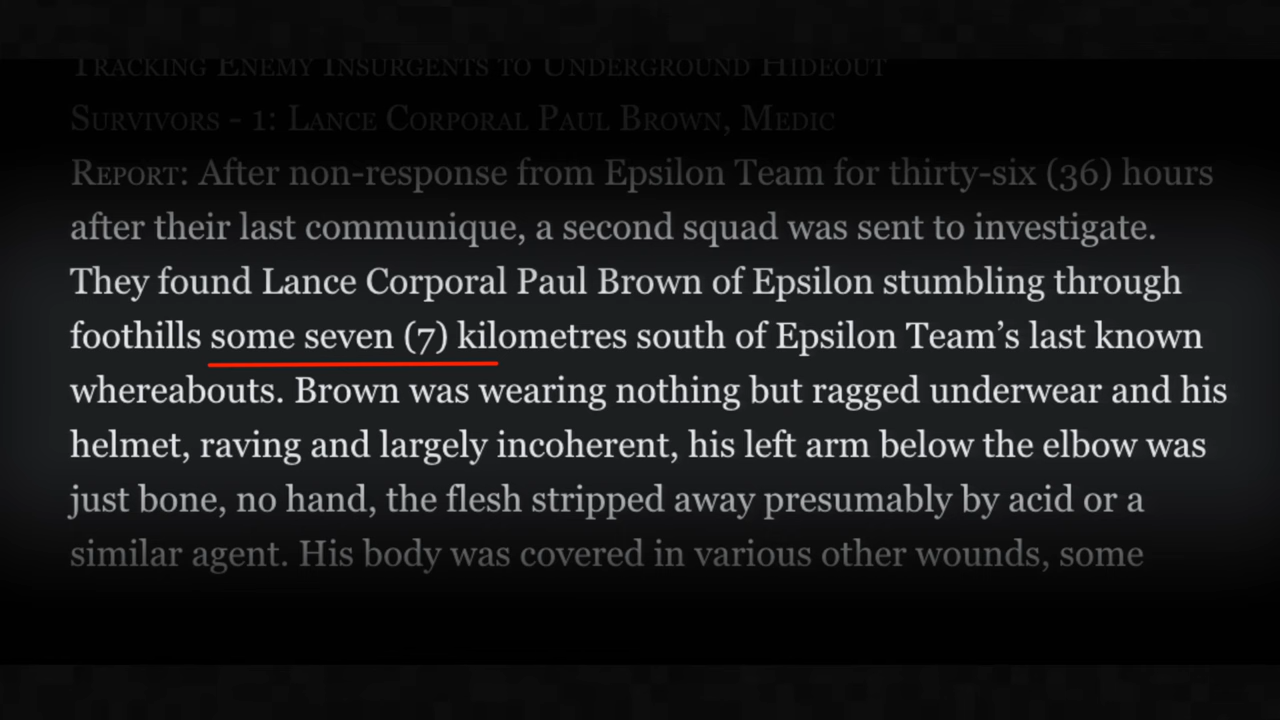 Tracking Enemy Insurgents to Underground Hideout
Survivors - 1: Lance Corporal Paul Brown, Medic
Report: After non-response from Epsilon Team for thirty-six (36) hours
after their last communique, a second squad was sent to investigate.
They found Lance Corporal Paul Brown of Epsilon stumbling through
foothills some seven (7) kilometres south of Epsilon Team’s last known
whereabouts. Brown was wearing nothing but ragged underwear and his
helmet, raving and largely incoherent, his left arm below the elbow was
just bone, no hand, the flesh stripped away presumably by acid or a
similar agent. His body was covered in various other wounds, some